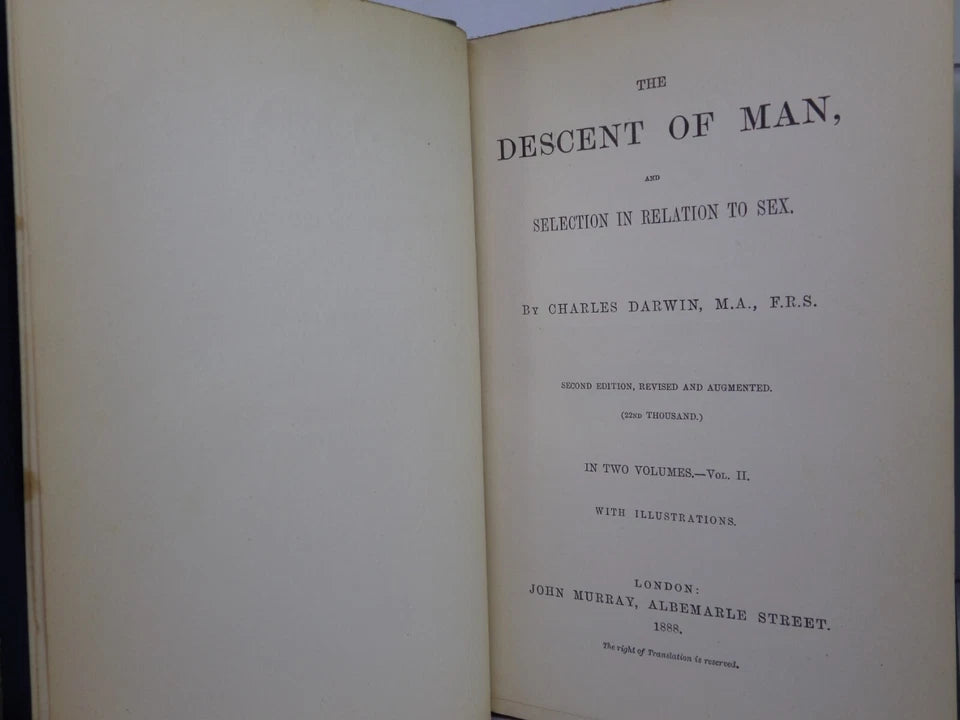 THE
DESCENT OF MAN,
AND
SELECTION IN RELATION TO SEX.
BY CHARLES DARWIN, M.A., F.R.S.
SECOND EDITION, REVISED AND AUGMENTED.
(22ND THOUSAND.)
IN TWO VOLUMES.—VOL. II.
WITH ILLUSTRATIONS.
LONDON:
JOHN MURRAY, ALBEMARLE STREET.
1888.
The right of Translation is reserved.